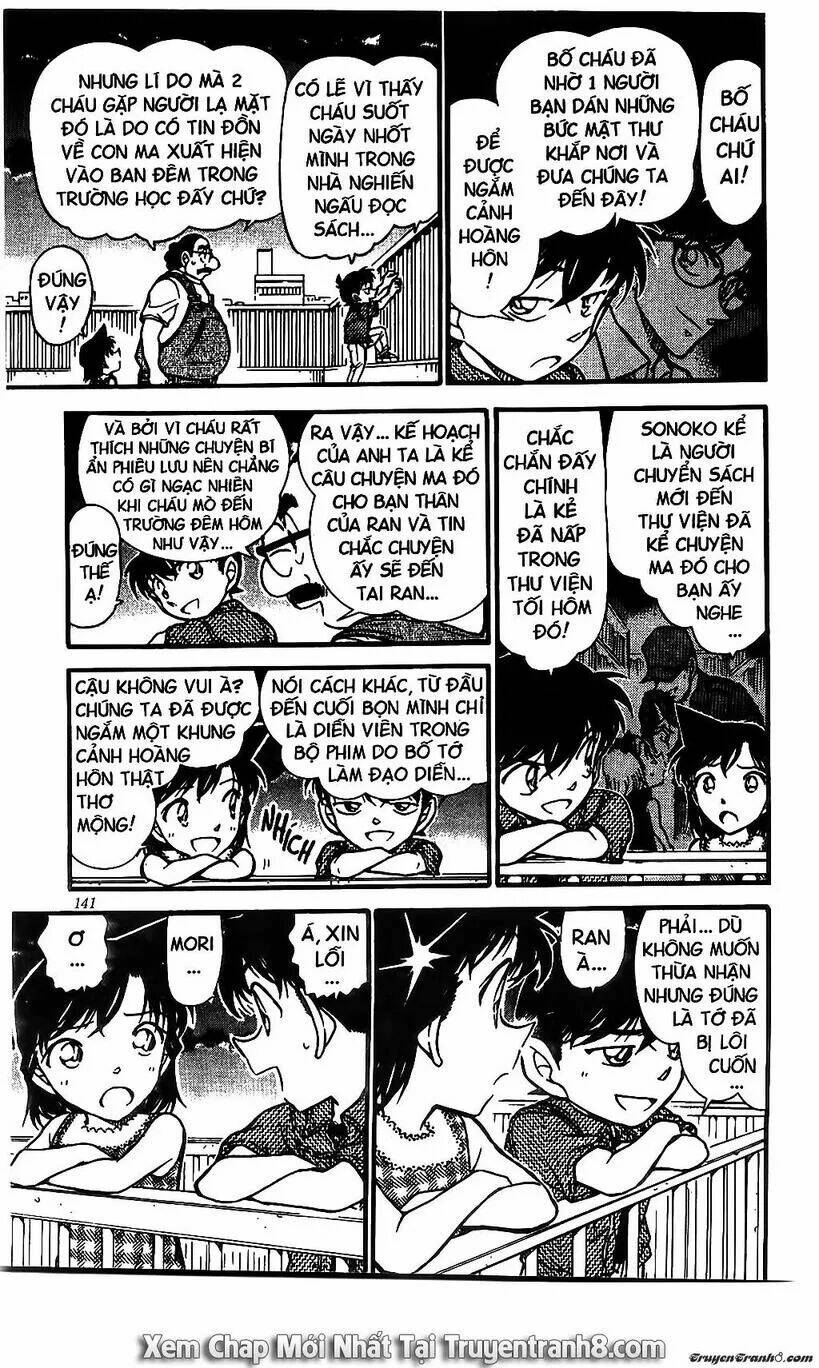 BỐ
CHÁU
CHỨ
AI!
BỐ CHÁU ĐÃ
NHỜ 1 NGƯỜI
BẠN DÁN NHỮNG
BỨC MẬT THƯ
KHẮP NƠI VÀ
ĐƯA CHÚNG TA
ĐẾN ĐÂY!
ĐỂ
ĐƯỢC
NGẮM
CẢNH
HOÀNG
HÔN
!
CÓ LẼ VÌ THẤY
CHÁU SUỐT
NGÀY NHỐT
MÌNH TRONG
NHÀ NGHIẾN
NGẤU ĐỌC
SÁCH...
NHƯNG LÍ DO MÀ 2
CHÁU GẶP NGƯỜI LẠ MẶT
ĐÓ LÀ DO CÓ TIN ĐỒN
VỀ CON MA XUẤT HIỆN
VÀO BAN ĐÊM TRONG
TRƯỜNG HỌC ĐẤY CHỨ?
ĐÚNG
VẬY
!
SONOKO KỂ
LÀ NGƯỜI
CHUYỂN SÁCH
MỚI ĐẾN
THƯ VIỆN ĐÃ
KỂ CHUYỆN
MA ĐÓ CHO
BẠN ẤY
NGHE
...
CHẮC
CHẮN ĐẤY
CHÍNH
LÀ KẺ
ĐÃ NẤP
TRONG
THƯ VIỆN
TỐI HÔM
ĐÓ!
RA VẬY... KẾ HOẠCH
CỦA ANH TA LÀ KỂ
CÂU CHUYỆN MA ĐÓ
CHO BẠN THÂN
CỦA RAN VÀ TIN
CHẮC CHUYỆN
ẤY SẼ ĐẾN
TAI RAN...
VÀ BỞI VÌ CHÁU RẤT
THÍCH NHỮNG CHUYỆN BÍ
ẨN PHIÊU LƯU NÊN CHẲNG
CÓ GÌ NGẠC NHIÊN
KHI CHÁU MÒ ĐẾN
TRƯỜNG ĐÊM HÔM
NHƯ VẬY...
ĐÚNG
THẾ
Ạ!
NÓI CÁCH KHÁC, TỪ ĐẦU
ĐẾN CUỐI BỌN MÌNH CHỈ
LÀ DIỄN VIÊN TRONG
BỘ PHIM DO BỐ TỚ
LÀM ĐẠO DIỄN...
CẬU KHÔNG VUI À?
CHÚNG TA ĐÃ ĐƯỢC
NGẮM MỘT KHUNG
CẢNH HOÀNG
HÔN THẬT
THƠ
MỘNG!
NHÍCH
141
PHẢI... DÙ
KHÔNG MUỐN
THỪA NHẬN
NHƯNG ĐÚNG
LÀ TỚ ĐÃ
BỊ LÔI
CUỐN
...
RAN
À...
Á, XIN
LỖI
...
MORI
...
Ơ
...
Xem Chap Mới Nhất Tại Truyentranh8.com
TruyenTranh8.com